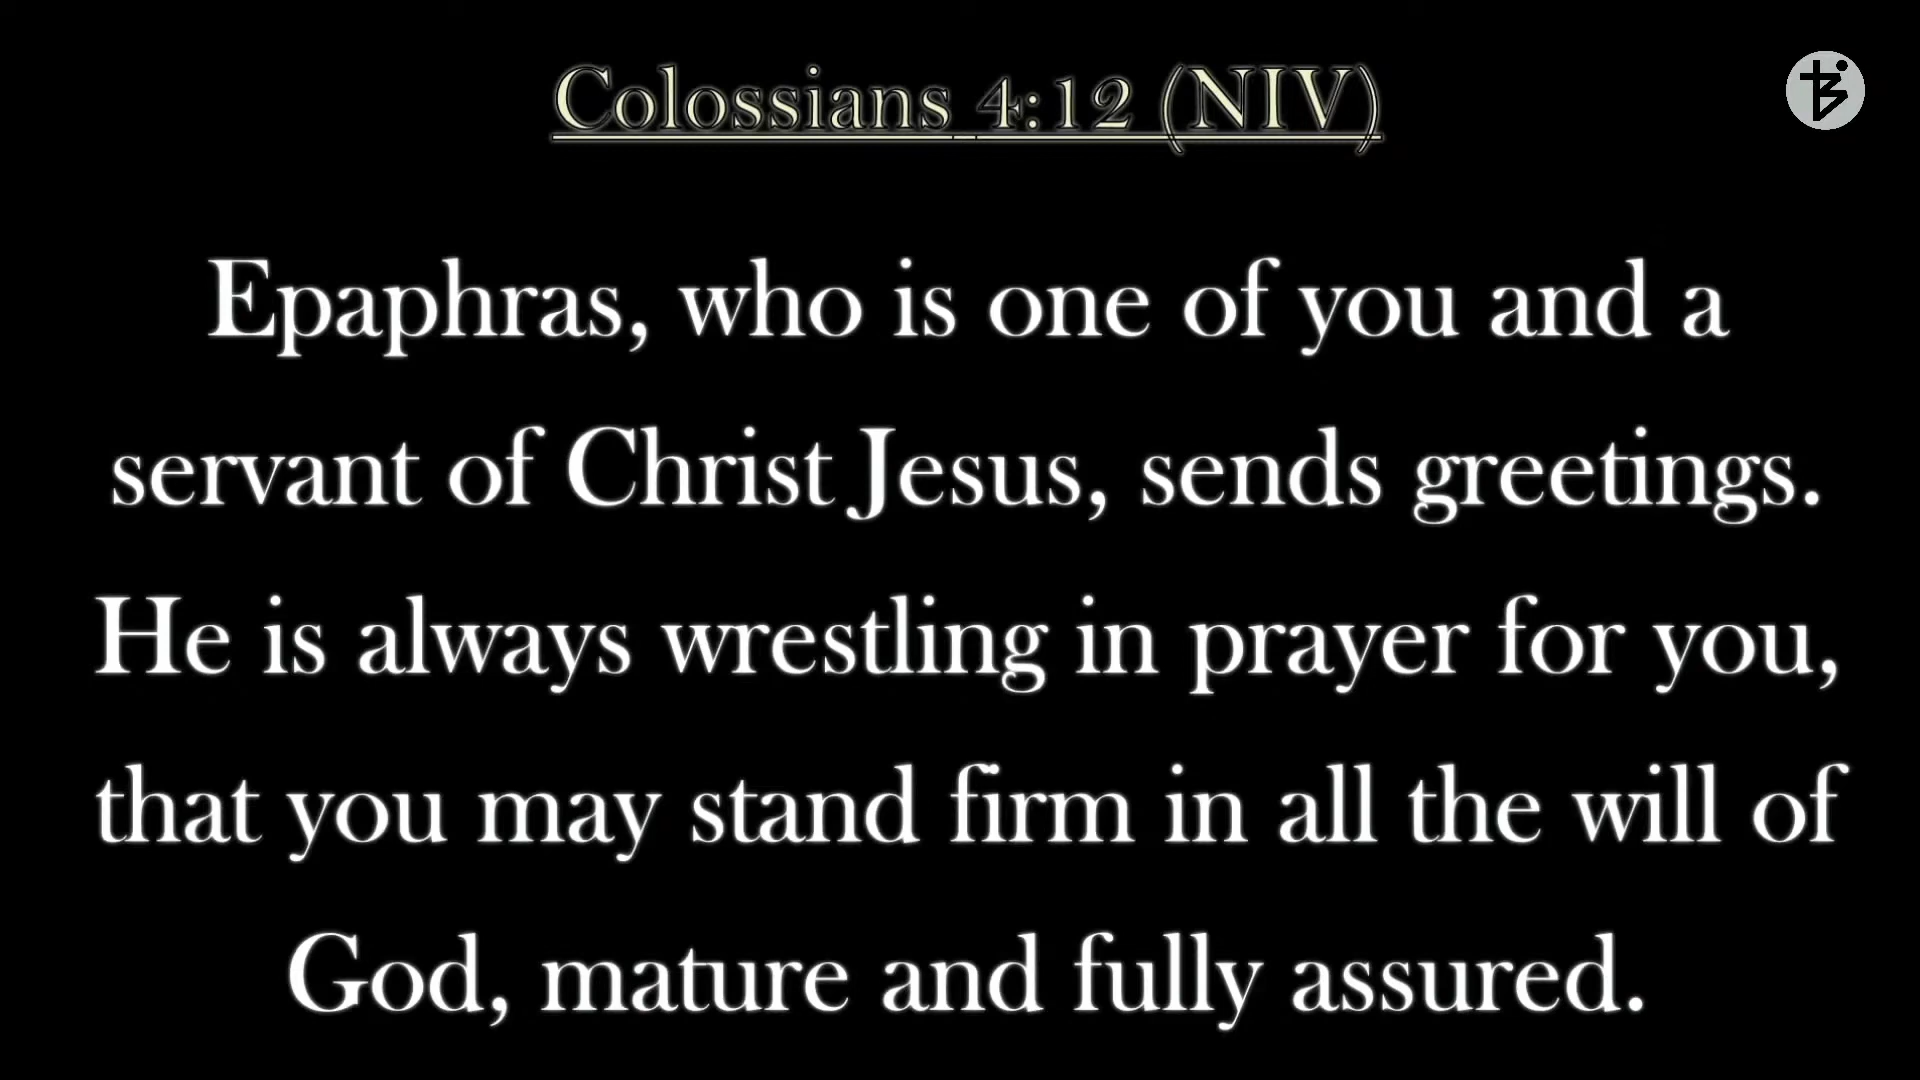 Colossians 4:12 (NIV)
Epaphras, who is one of you and a
servant of Christ Jesus, sends greetings.
He is always wrestling in prayer for you,
that you may stand firm in all the will of
God, mature and fully assured.